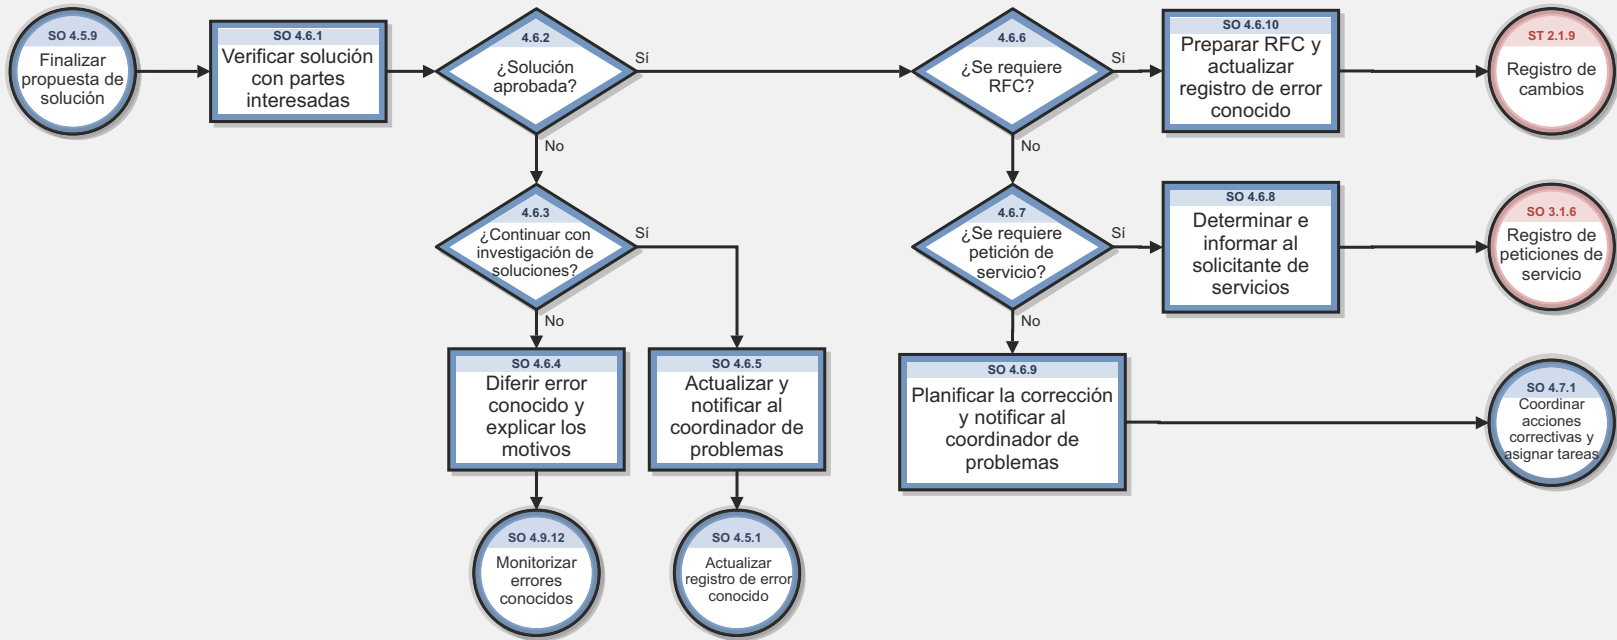 SO 4.5.9
Finalizar
propuesta de
solución
SO 4.6.1
Verificar solución
con partes
interesadas
4.6.2
¿Solución
aprobada?
Sí
No
4.6.6
¿Se requiere
RFC?
Sí
No
SO 4.6.10
Preparar RFC y
actualizar
registro de error
conocido
ST 2.1.9
Registro de
cambios
4.6.3
¿Continuar con
investigación de
soluciones?
Sí
No
4.6.7
¿Se requiere
petición de
servicio?
Sí
No
SO 4.6.8
Determinar e
informar al
solicitante de
servicios
SO 3.1.6
Registro de
peticiones de
servicio
SO 4.6.4
Diferir error
conocido y
explicar los
motivos
SO 4.6.5
Actualizar y
notificar al
coordinador de
problemas
SO 4.6.9
Planificar la corrección
y notificar al
coordinador de
problemas
SO 4.7.1
Coordinar
acciones
correctivas y
asignar tareas
SO 4.9.12
Monitorizar
errores
conocidos
SO 4.5.1
Actualizar
registro de error
conocido